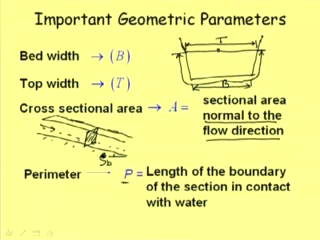 Important Geometric Parameters
T
Bed width → (B)
B
Top width → (T)
Cross sectional area → A = sectional area
normal to the
flow direction
S_b
Perimeter → P = Length of the boundary
of the section in contact
with water